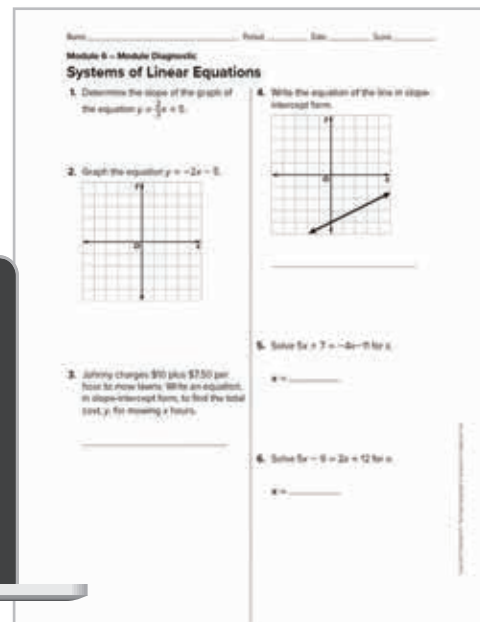 Name Period Date Score
Module 6 – Module Diagnostic
Systems of Linear Equations
1. Determine the slope of the graph of
the equation y = x + 5.
2. Graph the equation y = −2x − 5.
y
O
x
3. Johnny charges $10 plus $7.50 per
hour to mow lawns. Write an equation,
in slope-intercept form, to find the total
cost, y, for mowing x hours.
4. Write the equation of the line in slope-
intercept form.
y
O
x
5. Solve 5x + 7 = −4x−11 for x.
x =
6. Solve 5x − 9 = 2x + 12 for x.
x =